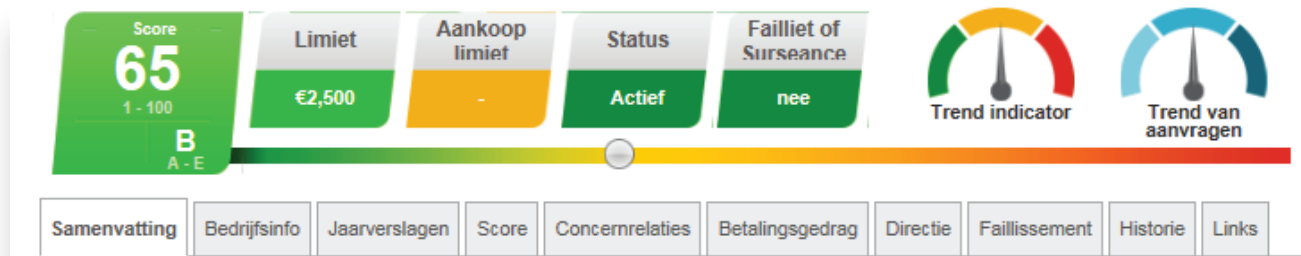 Score
65
1 - 100
B
A - E
Limiet
€2,500
Aankoop
limiet
-
Status
Actief
Failliet of
Surseance
nee
Trend indicator
Trend van
aanvragen
Samenvatting
Bedrijfsinfo
Jaarverslagen
Score
Concernrelaties
Betalingsgedrag
Directie
Faillissement
Historie
Links